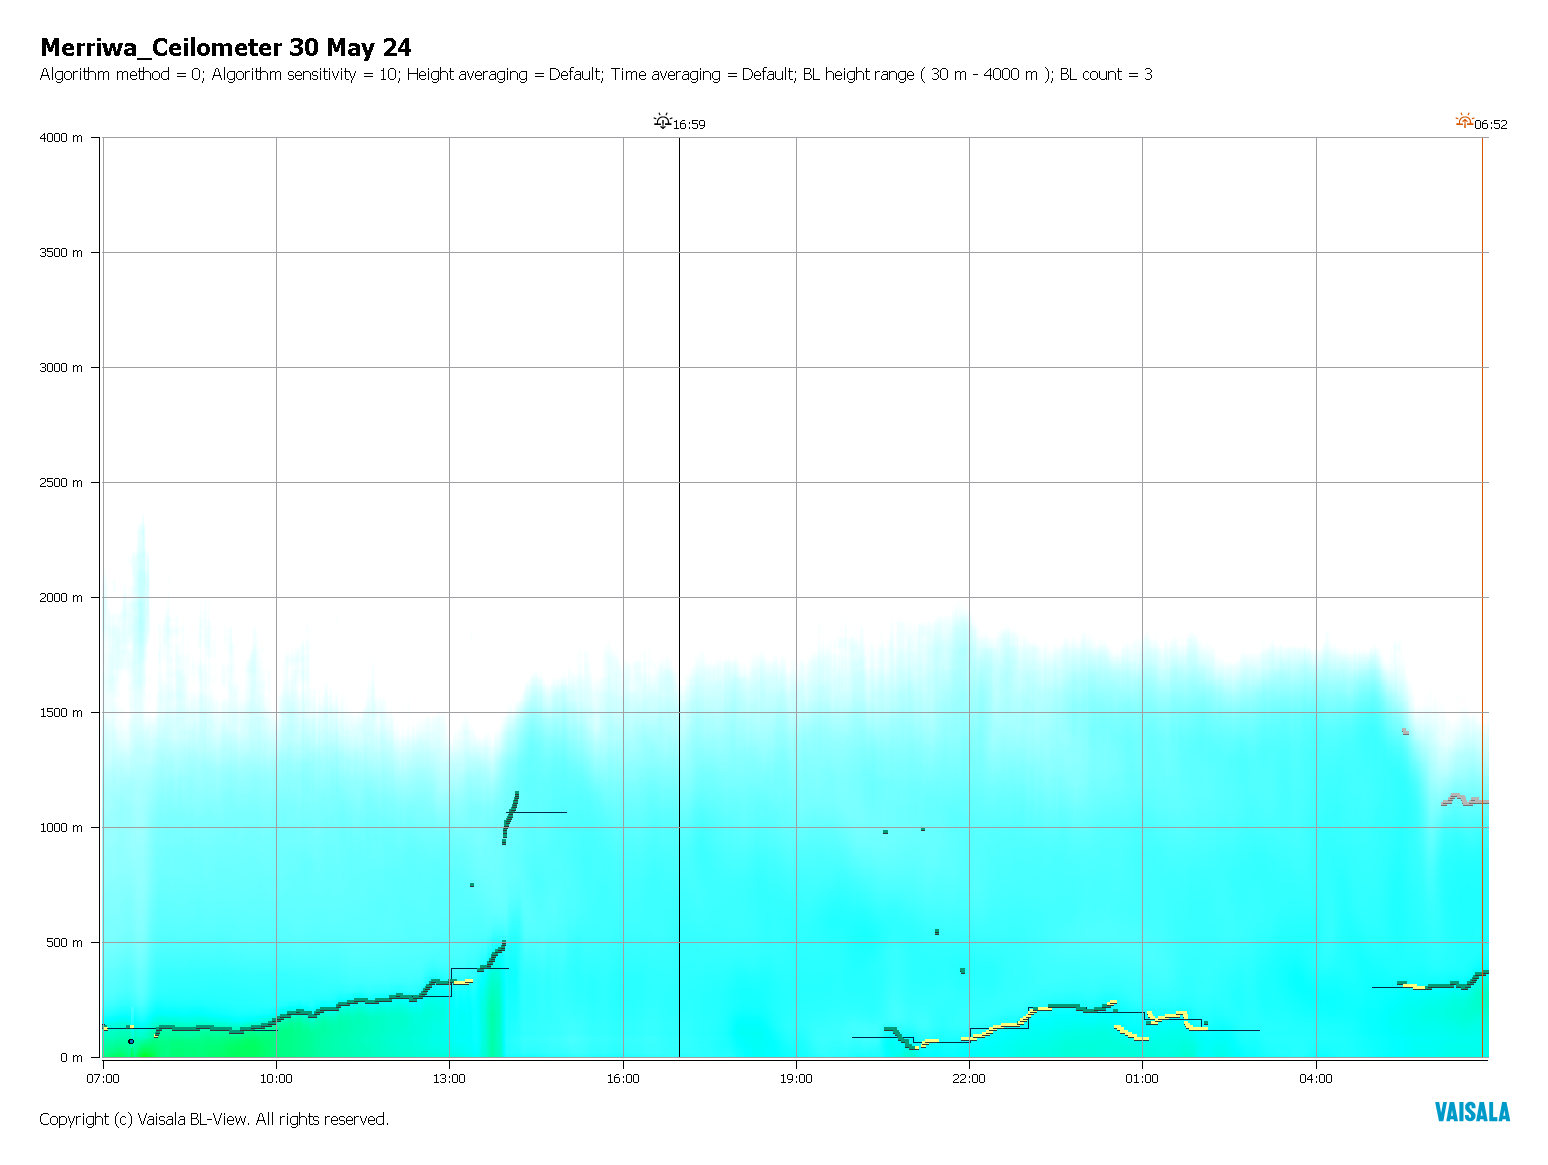 Merriwa_Ceilometer 30 May 24
Algorithm method = 0; Algorithm sensitivity = 10; Height averaging = Default; Time averaging = Default; BL height range ( 30 m - 4000 m ); BL count = 3
16:59 06:52
4000 m
3500 m
3000 m
2500 m
2000 m
1500 m
1000 m
500 m
0 m
07:00 10:00 13:00 16:00 19:00 22:00 01:00 04:00
Copyright (c) Vaisala BL-View. All rights reserved.
VAISALA